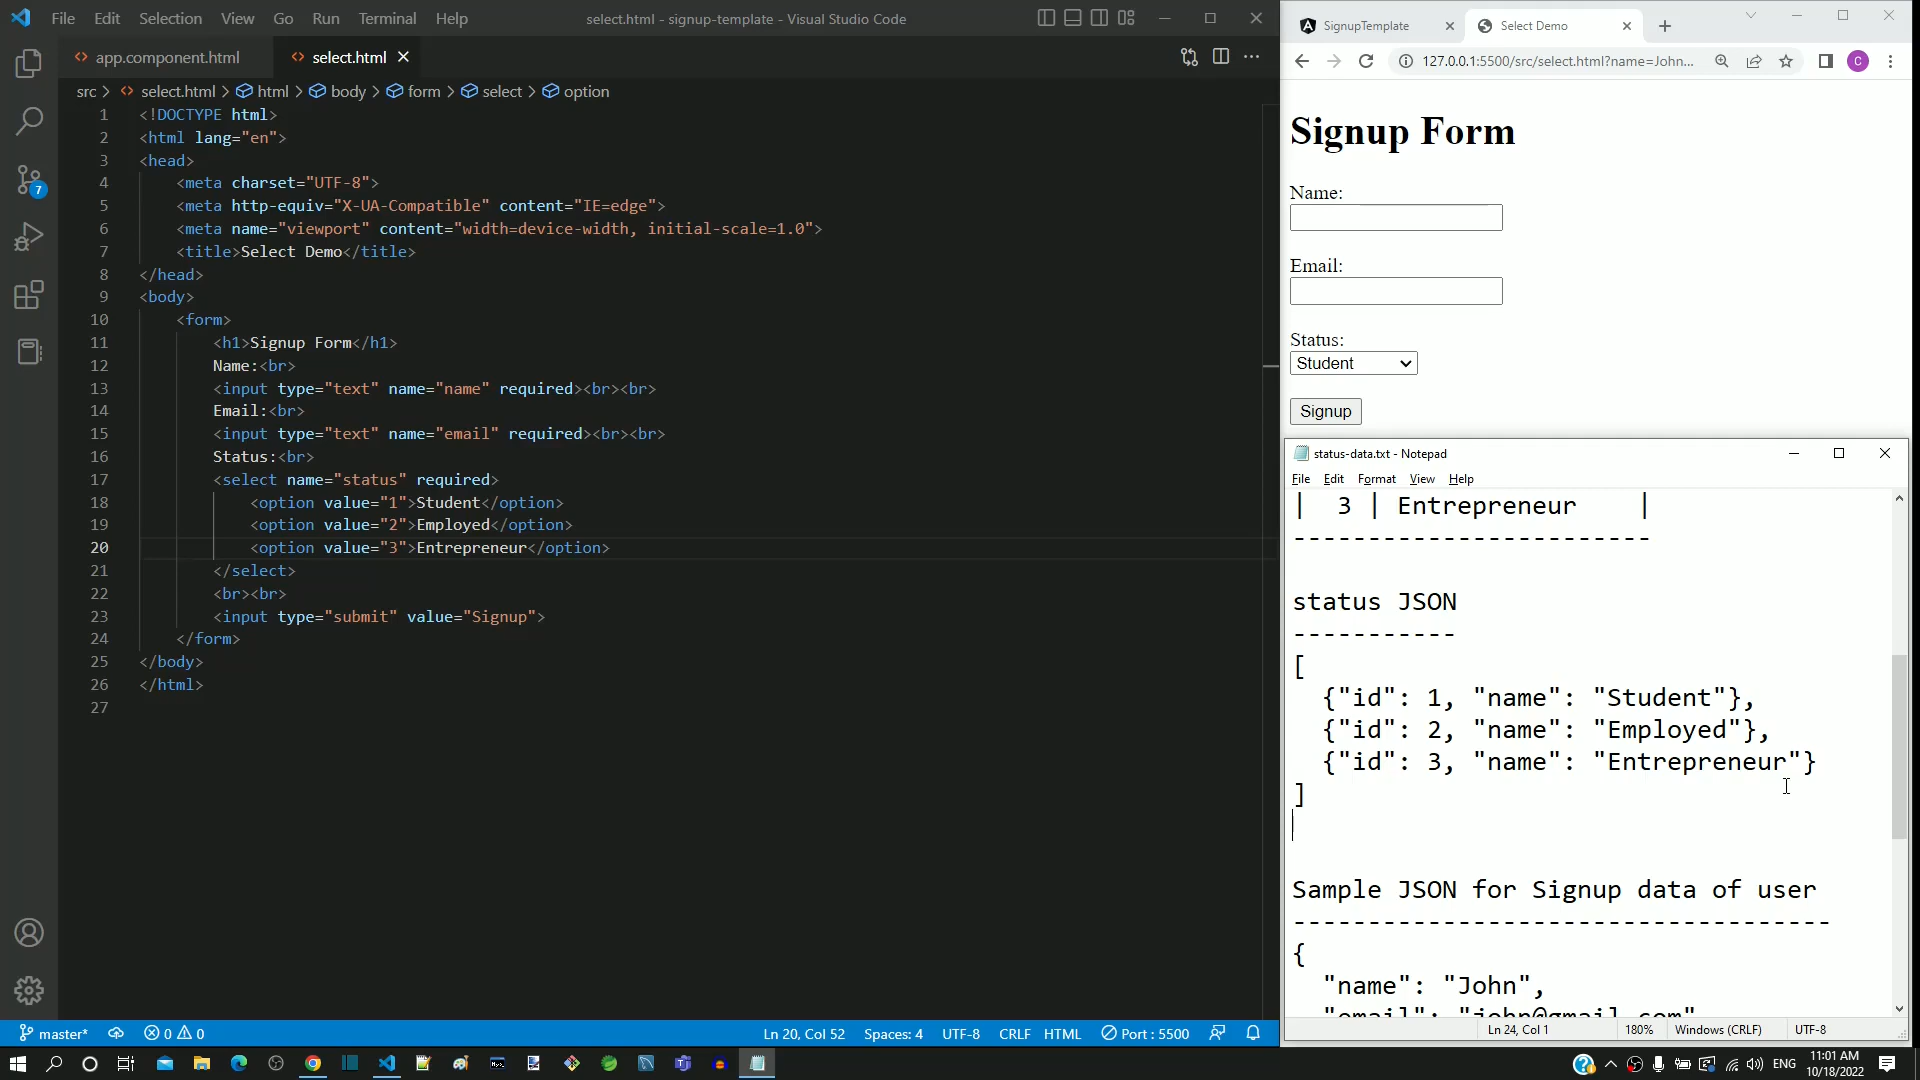 File Edit Selection View Go Run Terminal Help
select.html - signup-template - Visual Studio Code
app.component.html
select.html
src > select.html > html > body > form > select > option
1 <!DOCTYPE html>
2 <html lang="en">
3 <head>
4 <meta charset="UTF-8">
5 <meta http-equiv="X-UA-Compatible" content="IE=edge">
6 <meta name="viewport" content="width=device-width, initial-scale=1.0">
7 <title>Select Demo</title>
8 </head>
9 <body>
10 <form>
11 <h1>Signup Form</h1>
12 Name:<br>
13 <input type="text" name="name" required><br><br>
14 Email:<br>
15 <input type="text" name="email" required><br><br>
16 Status:<br>
17 <select name="status" required>
18 <option value="1">Student</option>
19 <option value="2">Employed</option>
20 <option value="3">Entrepreneur</option>
21 </select>
22 <br><br>
23 <input type="submit" value="Signup">
24 </form>
25 </body>
26 </html>
27
7
master* 0 0 Ln 20, Col 52 Spaces: 4 UTF-8 CRLF HTML Port : 5500
SignupTemplate
Select Demo
127.0.0.1:5500/src/select.html?name=John...
C
Signup Form
Name:
Email:
Status:
Student
Signup
status-data.txt - Notepad
File Edit Format View Help
| 3 | Entrepreneur |
------------------------
status JSON
-----------
[
{"id": 1, "name": "Student"},
{"id": 2, "name": "Employed"},
{"id": 3, "name": "Entrepreneur"}
]
Sample JSON for Signup data of user
------------------------------------
{
"name": "John",
"email": "john@gmail.com"
Ln 24, Col 1 180% Windows (CRLF) UTF-8
ENG
11:01 AM
10/18/2022